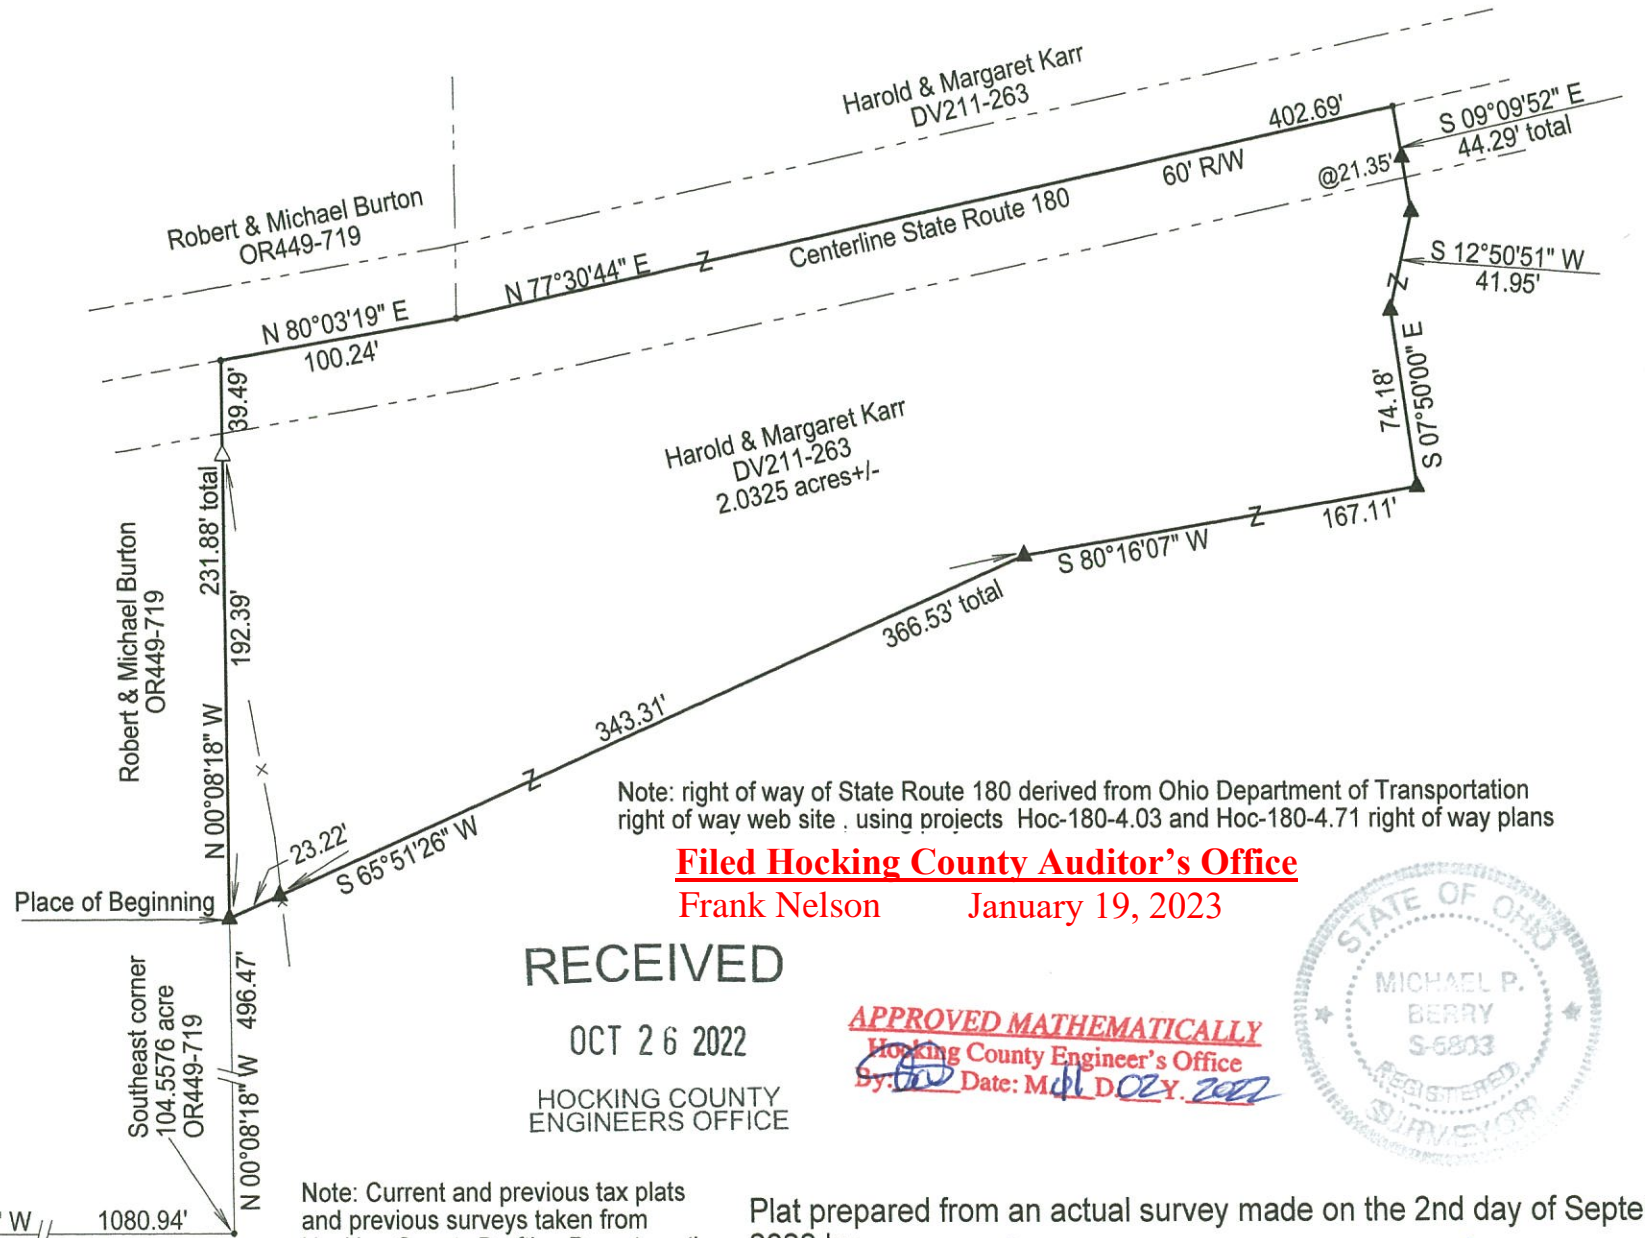 Harold & Margaret Karr
DV211-263
402.69'
S 09°09'52" E
44.29' total
60' R/W
@21.35'
Robert & Michael Burton
OR449-719
Centerline State Route 180
S 12°50'51" W
41.95'
N 77°30'44" E
Z
Z
N 80°03'19" E
100.24'
39.49'
74.18'
S 07°50'00" E
Harold & Margaret Karr
DV211-263
2.0325 acres+/-
231.88' total
192.39'
N 00°08'18" W
Robert & Michael Burton
OR449-719
Z
167.11'
S 80°16'07" W
366.53' total
343.31'
Z
S 65°51'26" W
23.22'
Note: right of way of State Route 180 derived from Ohio Department of Transportation
right of way web site . using projects Hoc-180-4.03 and Hoc-180-4.71 right of way plans
Filed Hocking County Auditor's Office
Frank Nelson January 19, 2023
Place of Beginning
RECEIVED
OCT 26 2022
HOCKING COUNTY
ENGINEERS OFFICE
APPROVED MATHEMATICALLY
Hocking County Engineer's Office
By: Date: M. D. 02 Y. 2022
STATE OF OHIO
MICHAEL P.
BERRY
S-6803
REGISTERED
SURVEYOR
Southeast corner
104.5576 acre
OR449-719
496.47'
N 00°08'18" W
W 1080.94'
Note: Current and previous tax plats
and previous surveys taken from
Plat prepared from an actual survey made on the 2nd day of Septe